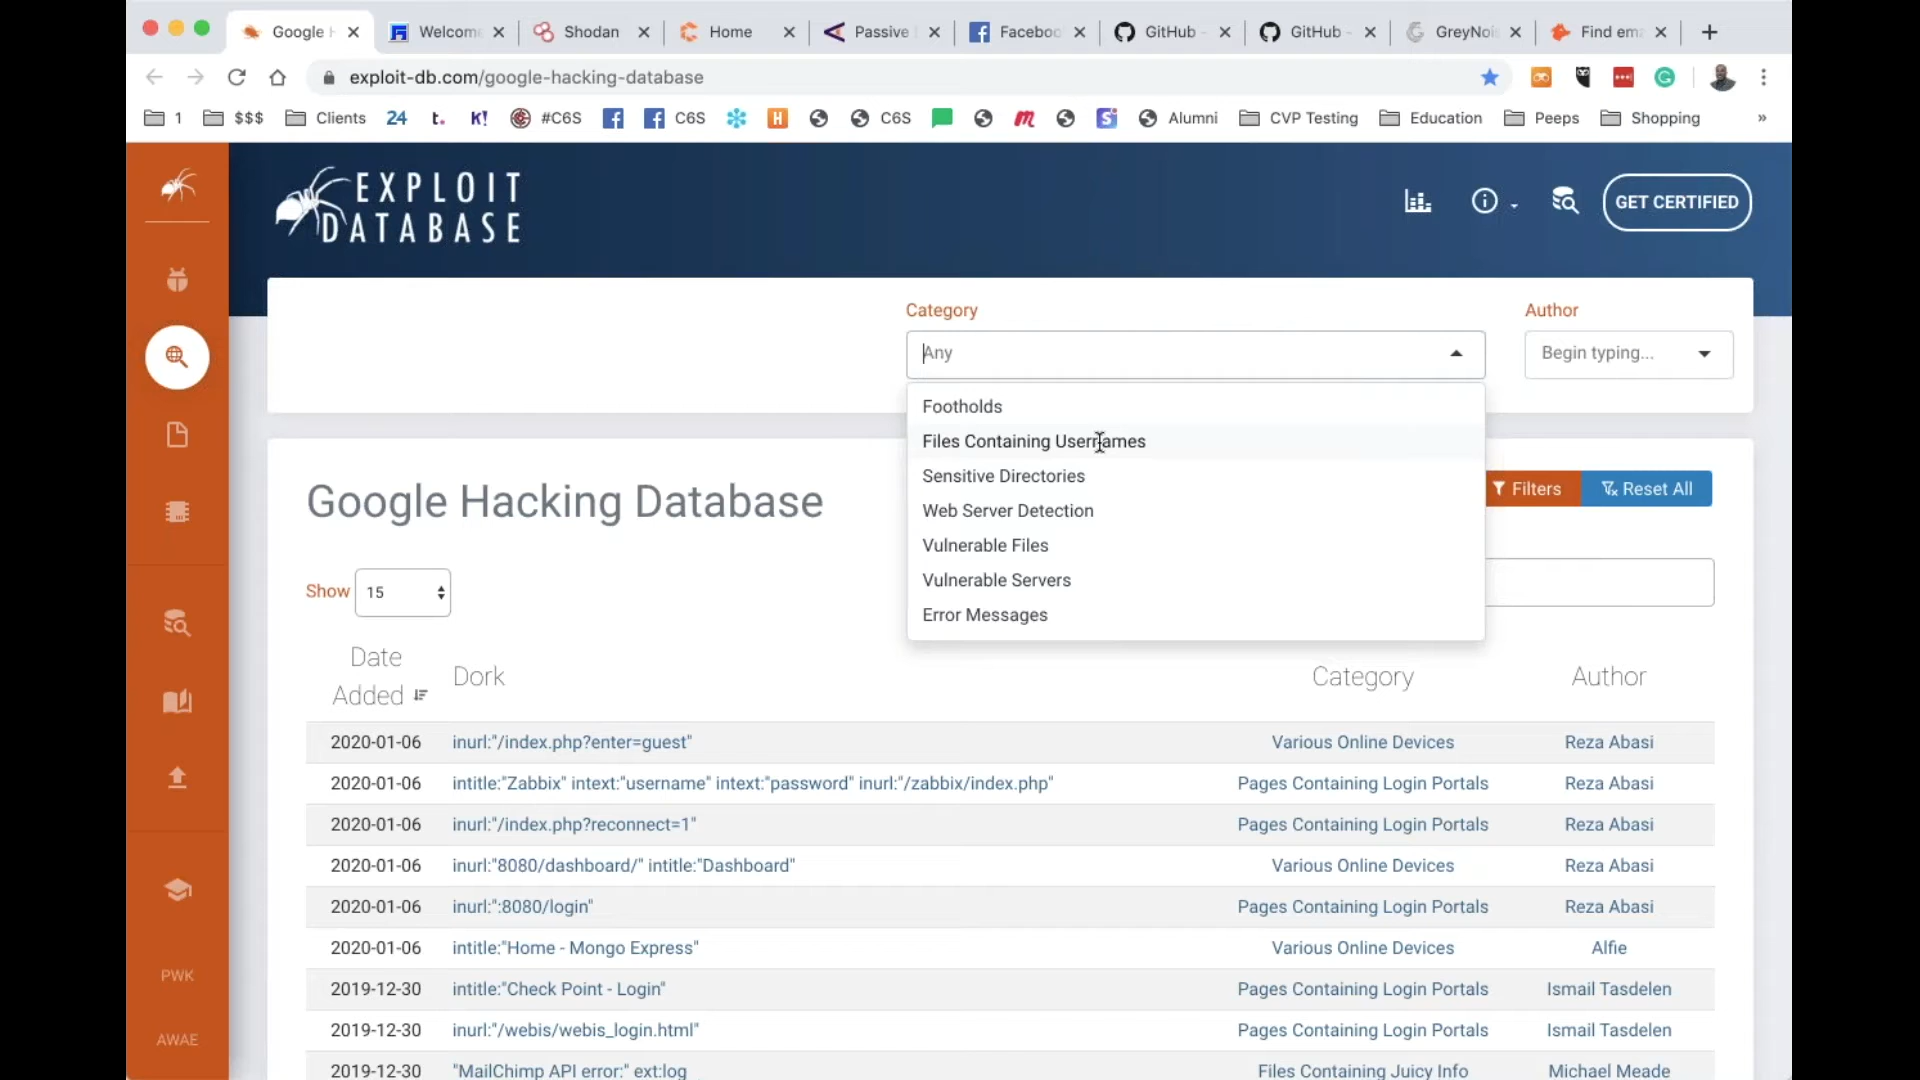 Google H
Welcom
Shodan
Home
Passive
Faceboo
GitHub -
GitHub -
GreyNoi
Find ema
exploit-db.com/google-hacking-database
1
$$$
Clients
24
t.
K!
#C6S
C6S
H
C6S
m
S
Alumni
CVP Testing
Education
Peeps
Shopping
»
EXPLOIT
DATABASE
GET CERTIFIED
Category
Author
Any
Begin typing...
Footholds
Files Containing Usernames
Sensitive Directories
Web Server Detection
Vulnerable Files
Vulnerable Servers
Error Messages
Google Hacking Database
Filters
Reset All
Show 15
Date Added
Dork
Category
Author
2020-01-06 inurl:"/index.php?enter=guest" Various Online Devices Reza Abasi
2020-01-06 intitle:"Zabbix" intext:"username" intext:"password" inurl:"/zabbix/index.php" Pages Containing Login Portals Reza Abasi
2020-01-06 inurl:"/index.php?reconnect=1" Pages Containing Login Portals Reza Abasi
2020-01-06 inurl:"8080/dashboard/" intitle:"Dashboard" Various Online Devices Reza Abasi
2020-01-06 inurl:":8080/login" Pages Containing Login Portals Reza Abasi
2020-01-06 intitle:"Home - Mongo Express" Various Online Devices Alfie
2019-12-30 intitle:"Check Point - Login" Pages Containing Login Portals Ismail Tasdelen
2019-12-30 inurl:"/webis/webis_login.html" Pages Containing Login Portals Ismail Tasdelen
2019-12-30 "MailChimp API error:" ext:log Files Containing Juicy Info Michael Meade
PWK
AWAE